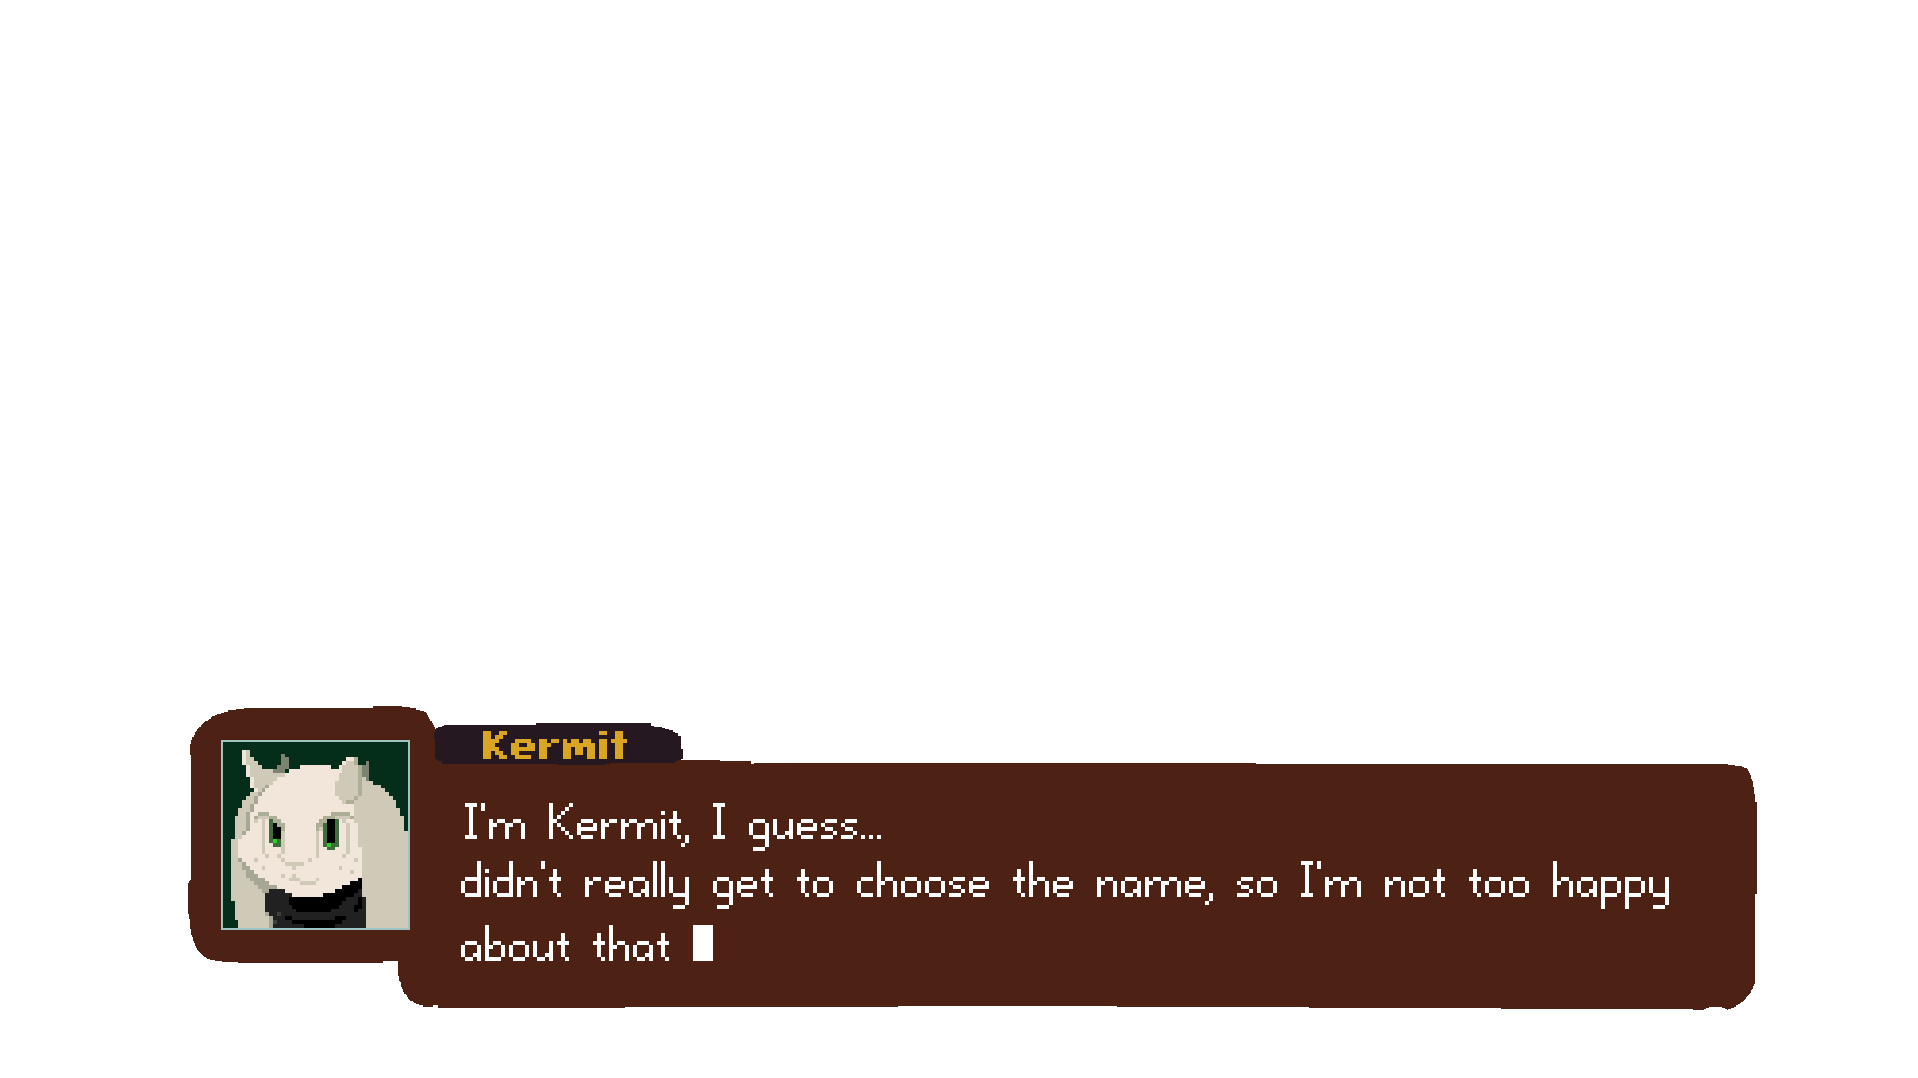 Kermit
I'm Kermit, I guess...
didn't really get to choose the name, so I'm not too happy
about that